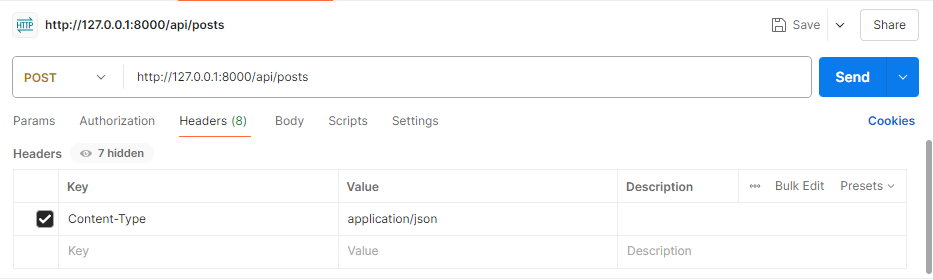 HTTP http://127.0.0.1:8000/api/posts Save Share
POST http://127.0.0.1:8000/api/posts Send
Params Authorization Headers (8) Body Scripts Settings Cookies
Headers 7 hidden
Key Value Description Bulk Edit Presets
Content-Type application/json
Key Value Description